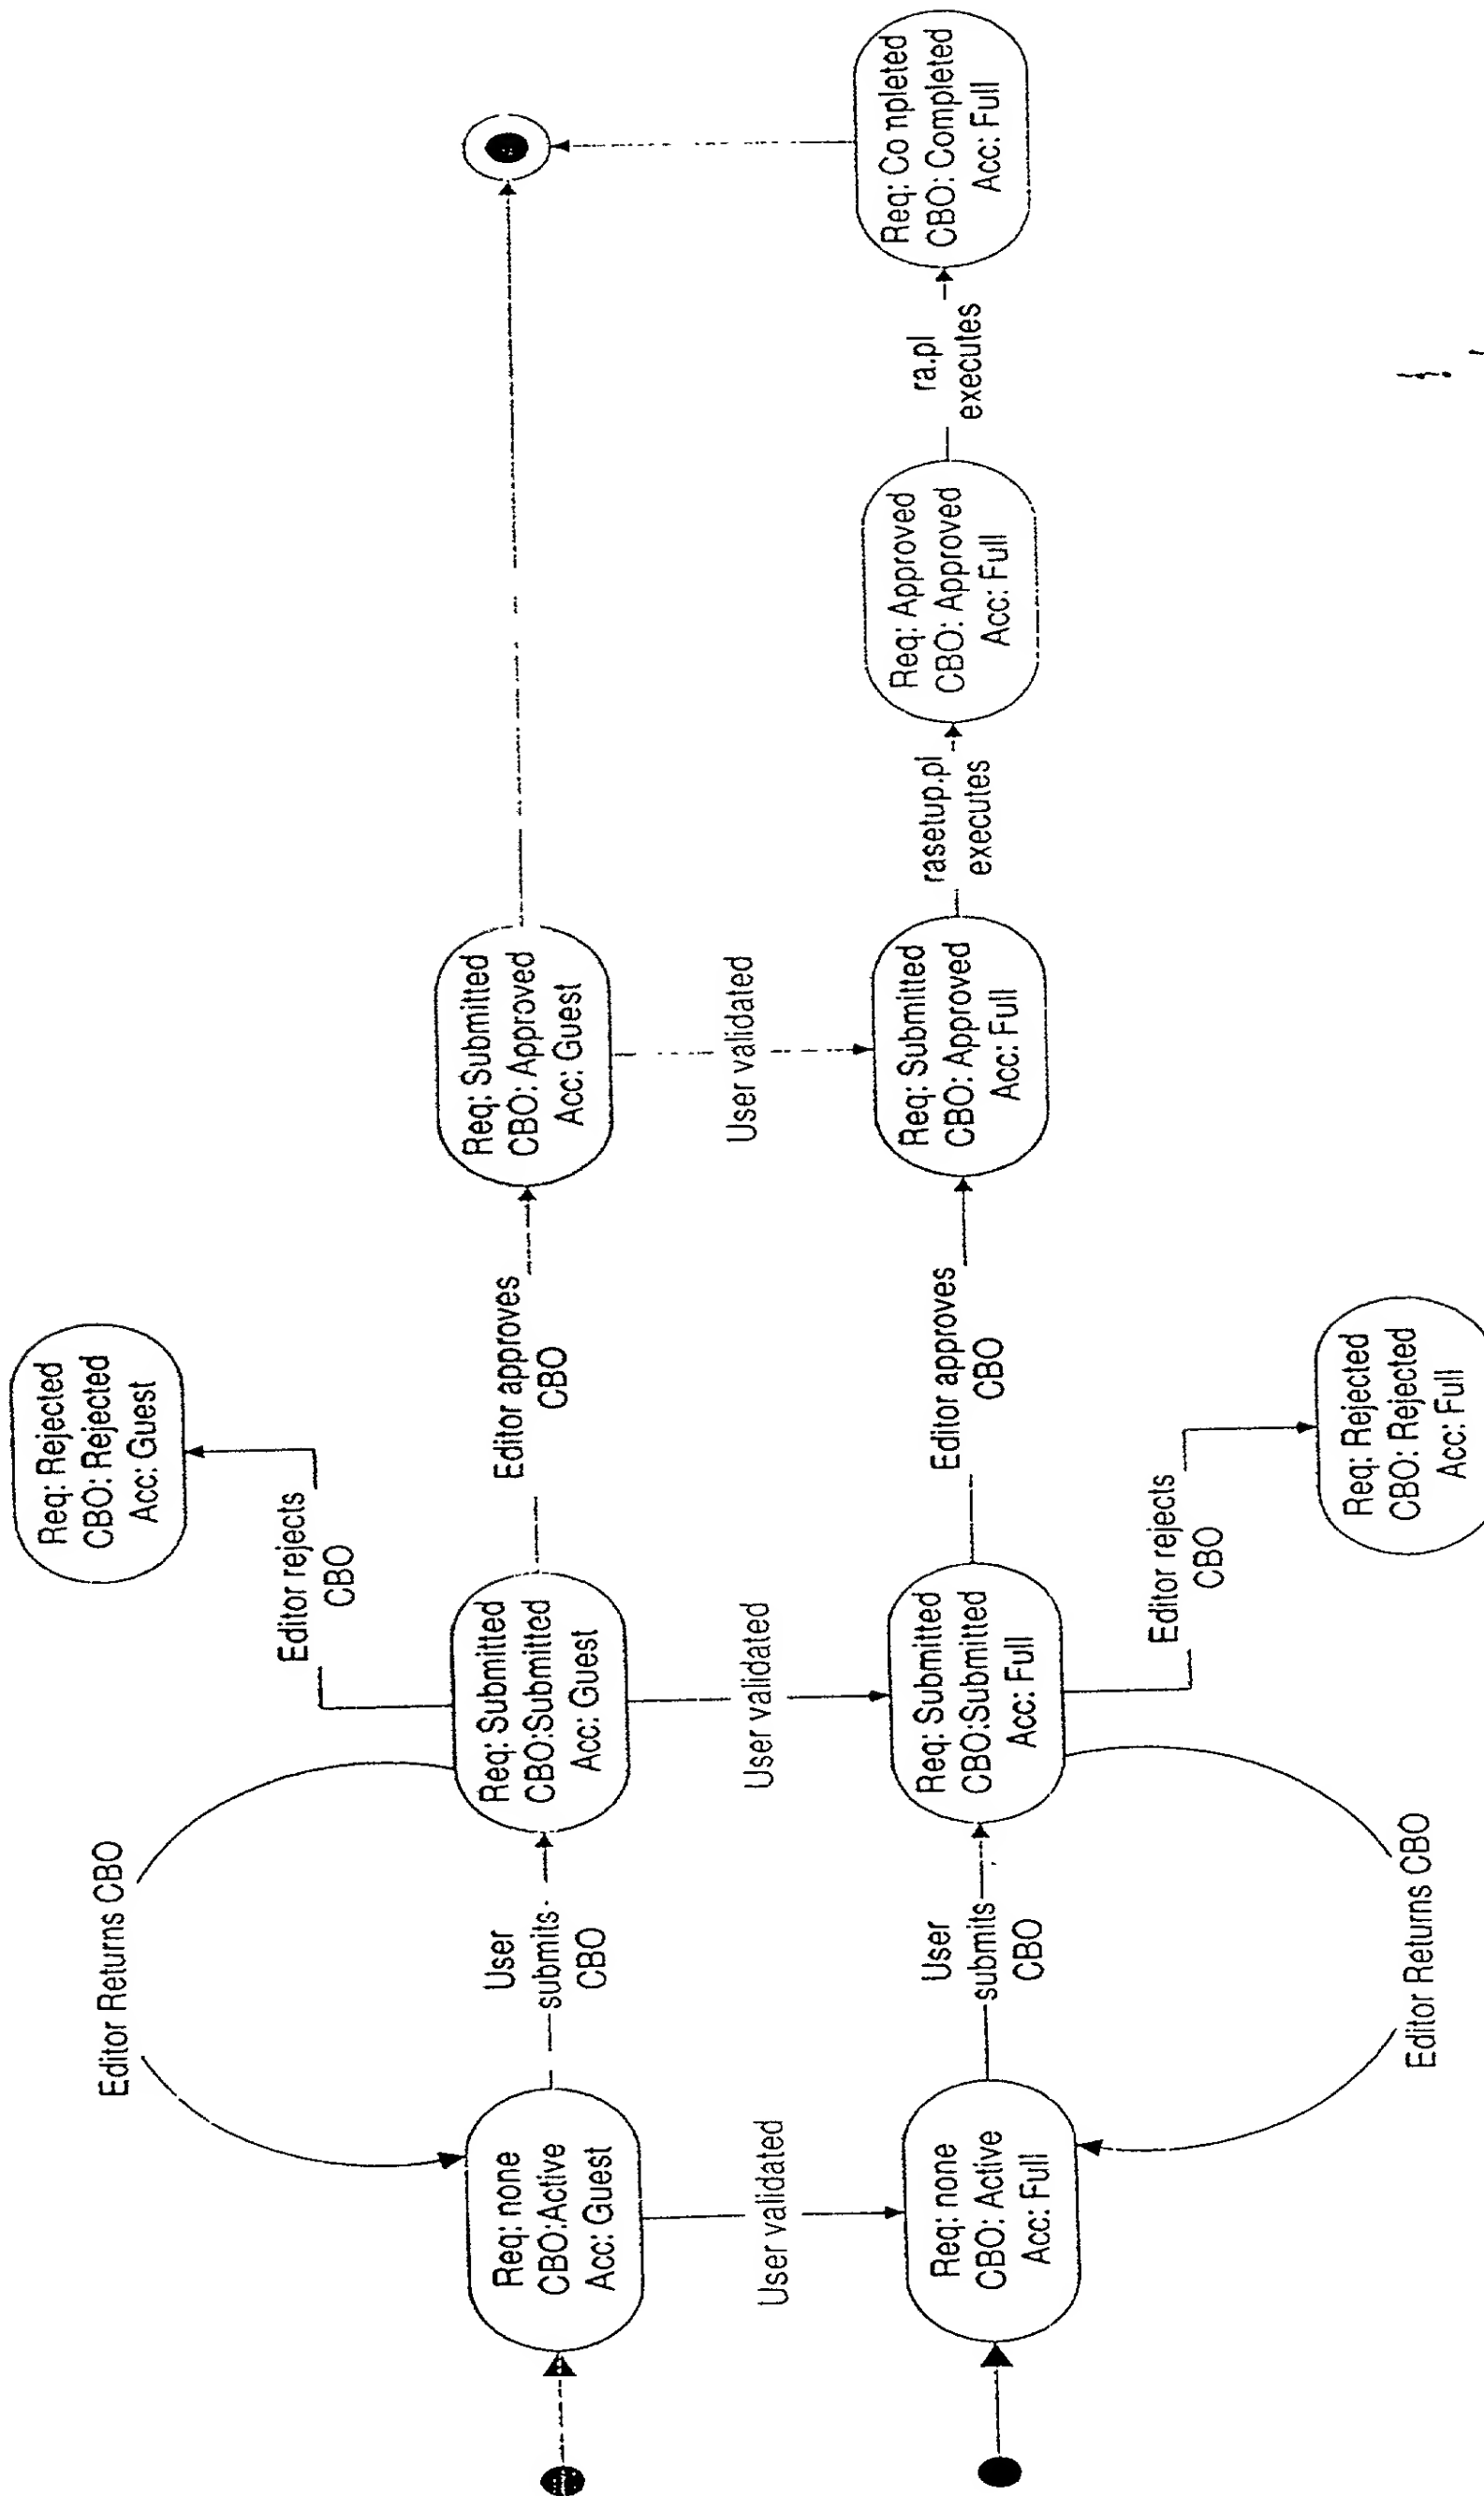 Req: Rejected
CBO: Rejected
Acc: Guest
Editor rejects
CBO
Editor Returns CBO
Req: none
CBO:Active
Acc: Guest
User
submits
CBO
Req: Submitted
CBO:Submitted
Acc: Guest
Editor approves
CBO
Req: Submitted
CBO: Approved
Acc: Guest
User validated
User validated
User validated
Req: none
CBO: Active
Acc: Full
User
submits
CBO
Req: Submitted
CBO:Submitted
Acc: Full
Editor approves
CBO
Req: Submitted
CBO: Approved
Acc: Full
rasetup.pl
executes
Req: Approved
CBO: Approved
Acc: Full
ra.pl
executes
Req: Completed
CBO: Completed
Acc: Full
Editor Returns CBO
Editor rejects
CBO
Req: Rejected
CBO: Rejected
Acc: Full